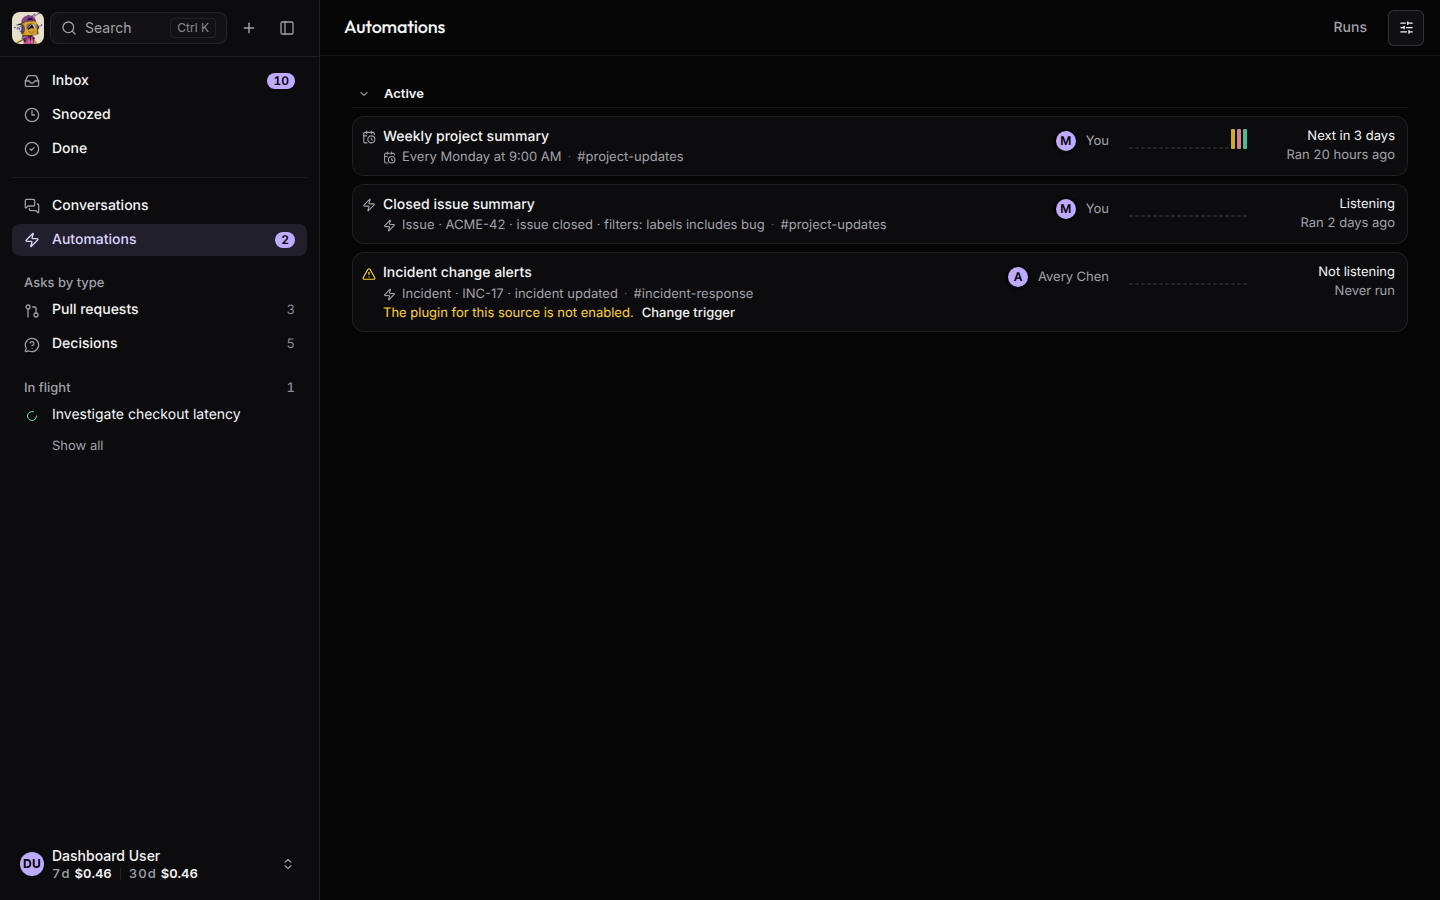 Search
Ctrl K
Inbox
10
Snoozed
Done
Conversations
Automations
2
Asks by type
Pull requests
3
Decisions
5
In flight
1
Investigate checkout latency
Show all
DU
Dashboard User
7d $0.46 30d $0.46
Automations
Runs
Active
Weekly project summary
Every Monday at 9:00 AM · #project-updates
M You
Next in 3 days
Ran 20 hours ago
Closed issue summary
Issue · ACME-42 · issue closed · filters: labels includes bug · #project-updates
M You
Listening
Ran 2 days ago
Incident change alerts
Incident · INC-17 · incident updated · #incident-response
The plugin for this source is not enabled. Change trigger
A Avery Chen
Not listening
Never run